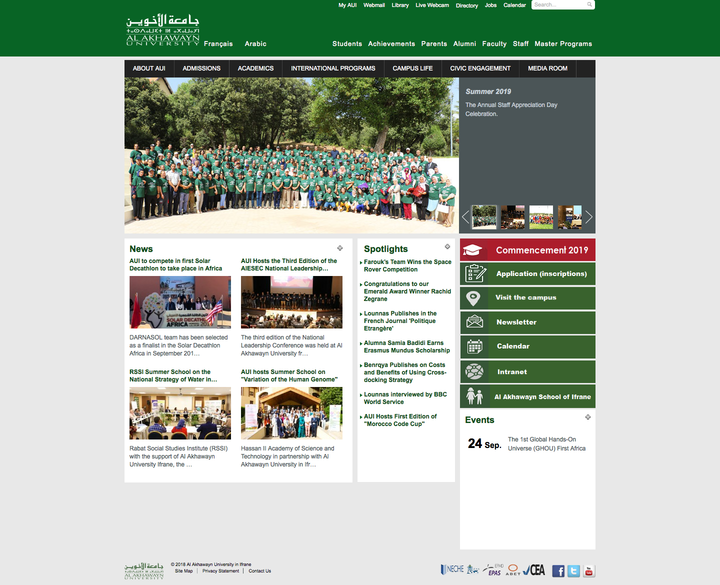 My AUI Webmail Library Live Webcam Directory Jobs Calendar Search...
جامعة الأخوين
AL AKHAWAYN
UNIVERSITY
Français Arabic
Students Achievements Parents Alumni Faculty Staff Master Programs
ABOUT AUI ADMISSIONS ACADEMICS INTERNATIONAL PROGRAMS CAMPUS LIFE CIVIC ENGAGEMENT MEDIA ROOM
Summer 2019
The Annual Staff Appreciation Day
Celebration.
News
AUI to compete in first Solar
Decathlon to take place in Africa
SOLAR DECATHLON
AFRICA
DARNASOL team has been selected
as a finalist in the Solar Decathlon
Africa in September 201…
AUI Hosts the Third Edition of the
AIESEC National Leadership…
The third edition of the National
Leadership Conference was held at Al
Akhawayn University fr…
RSSI Summer School on the
National Strategy of Water in…
Rabat Social Studies Institute (RSSI)
with the support of Al Akhawayn
University Ifrane, the …
AUI hosts Summer School on
"Variation of the Human Genome"
Hassan II Academy of Science and
Technology in partnership with Al
Akhawayn University in Ifr…
Spotlights
Farouk's Team Wins the Space
Rover Competition
Congratulations to our
Emerald Award Winner Rachid
Zegrane
Lounnas Publishes in the
French Journal 'Politique
Etrangère'
Alumna Samia Badidi Earns
Erasmus Mundus Scholarship
Benrqya Publishes on Costs
and Benefits of Using Cross-
docking Strategy
Lounnas interviewed by BBC
World Service
AUI Hosts First Edition of
"Morocco Code Cup"
Commencement 2019
Application (inscriptions)
Visit the campus
Newsletter
Calendar
Intranet
Al Akhawayn School of Ifrane
Events
24 Sep.
The 1st Global Hands-On
Universe (GHOU) First Africa
© 2018 Al Akhawayn University in Ifrane
Site Map | Privacy Statement | Contact Us
NECHE
EPAS
ABET
CEA
You